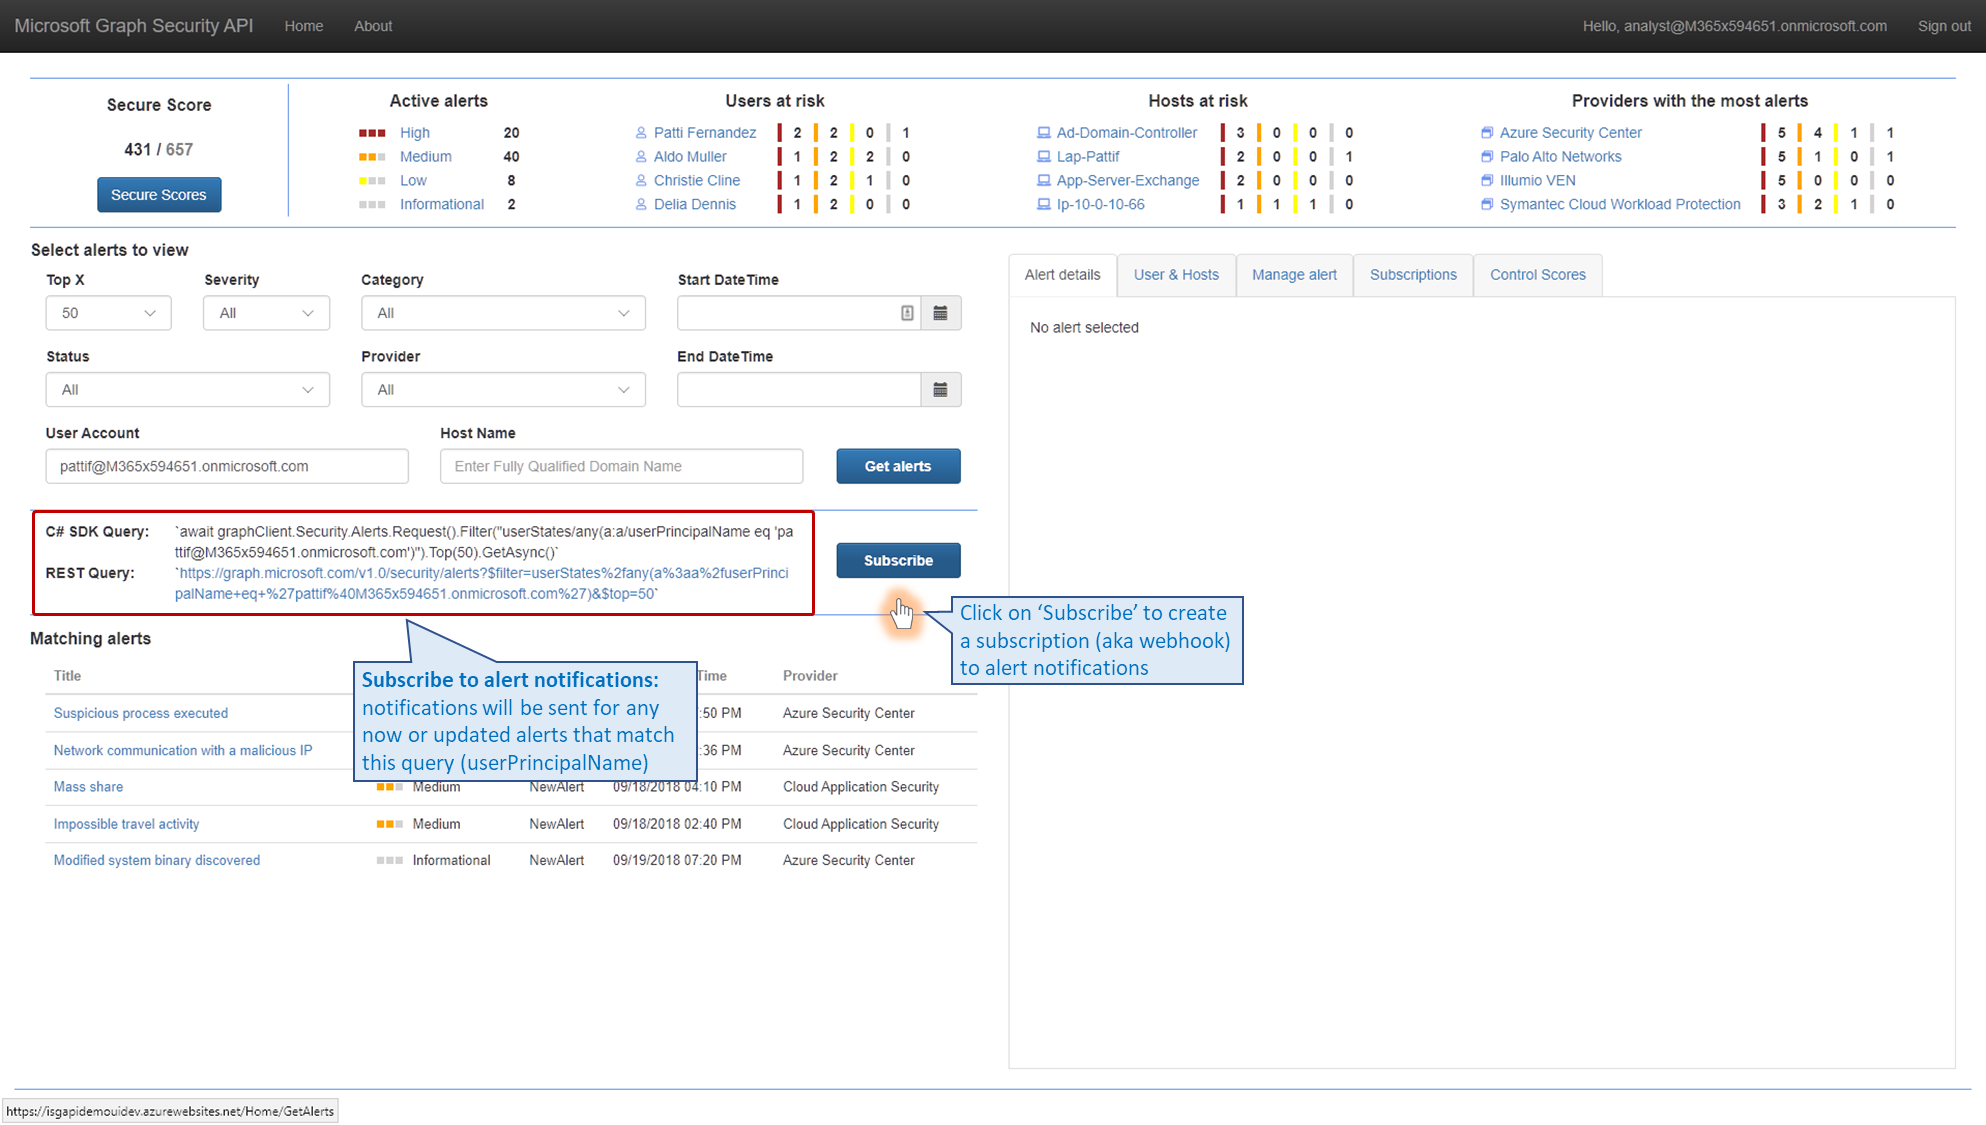 Microsoft Graph Security API Home About Hello, analyst@M365x594651.onmicrosoft.com Sign out
Secure Score
431 / 657
Secure Scores
Active alerts
High 20
Medium 40
Low 8
Informational 2
Users at risk
Patti Fernandez 2 2 0 1
Aldo Muller 1 2 2 0
Christie Cline 1 2 1 0
Delia Dennis 1 2 0 0
Hosts at risk
Ad-Domain-Controller 3 0 0 0
Lap-Pattif 2 0 0 1
App-Server-Exchange 2 0 0 0
Ip-10-0-10-66 1 1 1 0
Providers with the most alerts
Azure Security Center 5 4 1 1
Palo Alto Networks 5 1 0 1
Illumio VEN 5 0 0 0
Symantec Cloud Workload Protection 3 2 1 0
Select alerts to view
Top X Severity Category Start DateTime
50 All All
Status Provider End DateTime
All All
User Account Host Name
pattif@M365x594651.onmicrosoft.com Enter Fully Qualified Domain Name Get alerts
C# SDK Query: `await graphClient.Security.Alerts.Request().Filter("userStates/any(a:a/userPrincipalName eq 'pa
ttif@M365x594651.onmicrosoft.com')").Top(50).GetAsync()`
REST Query: `https://graph.microsoft.com/v1.0/security/alerts?$filter=userStates%2fany(a%3aa%2fuserPrinci
palName+eq+%27pattif%40M365x594651.onmicrosoft.com%27)&$top=50`
Subscribe
Click on ‘Subscribe’ to create
a subscription (aka webhook)
to alert notifications
Subscribe to alert notifications:
notifications will be sent for any
now or updated alerts that match
this query (userPrincipalName)
Matching alerts
Title Time Provider
Suspicious process executed :50 PM Azure Security Center
Network communication with a malicious IP :36 PM Azure Security Center
Mass share Medium NewAlert 09/18/2018 04:10 PM Cloud Application Security
Impossible travel activity Medium NewAlert 09/18/2018 02:40 PM Cloud Application Security
Modified system binary discovered Informational NewAlert 09/19/2018 07:20 PM Azure Security Center
Alert details User & Hosts Manage alert Subscriptions Control Scores
No alert selected
https://isgapidemouidev.azurewebsites.net/Home/GetAlerts